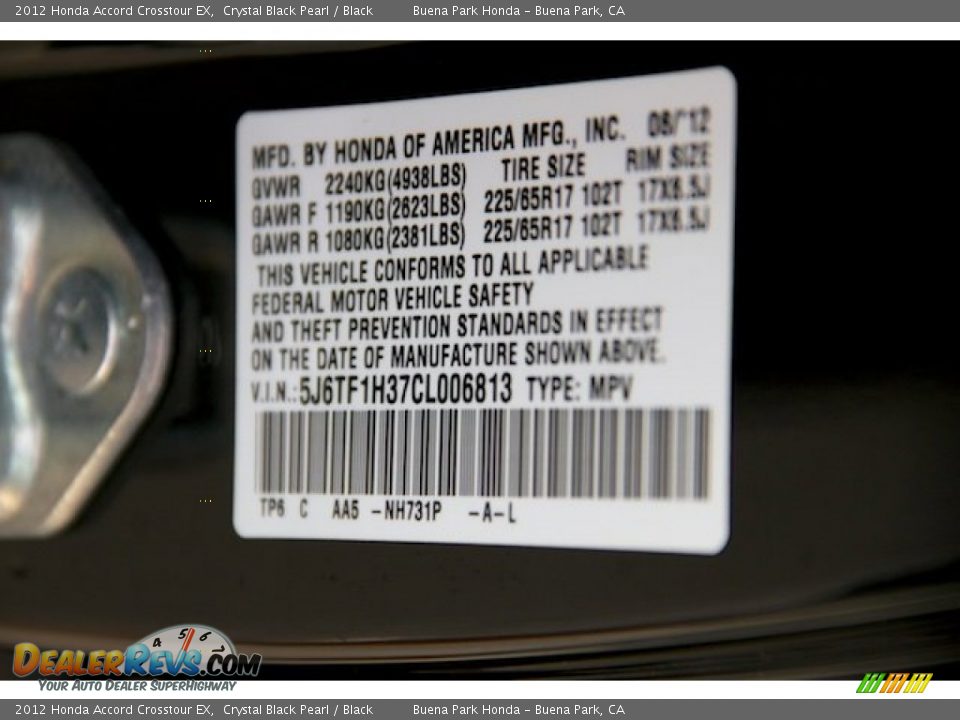 2012 Honda Accord Crosstour EX, Crystal Black Pearl / Black Buena Park Honda - Buena Park, CA
MFD. BY HONDA OF AMERICA MFG., INC. 08/'12
GVWR 2240KG(4938LBS) TIRE SIZE RIM SIZE
GAWR F 1190KG(2623LBS) 225/65R17 102T 17X6.5J
GAWR R 1080KG(2381LBS) 225/65R17 102T 17X6.5J
THIS VEHICLE CONFORMS TO ALL APPLICABLE
FEDERAL MOTOR VEHICLE SAFETY
AND THEFT PREVENTION STANDARDS IN EFFECT
ON THE DATE OF MANUFACTURE SHOWN ABOVE.
V.I.N.:5J6TF1H37CL006813 TYPE: MPV
TP6 C AA5 -NH731P -A-L
4 5 6 7
DEALERREVS.COM
YOUR AUTO DEALER SUPERHIGHWAY
2012 Honda Accord Crosstour EX, Crystal Black Pearl / Black Buena Park Honda - Buena Park, CA